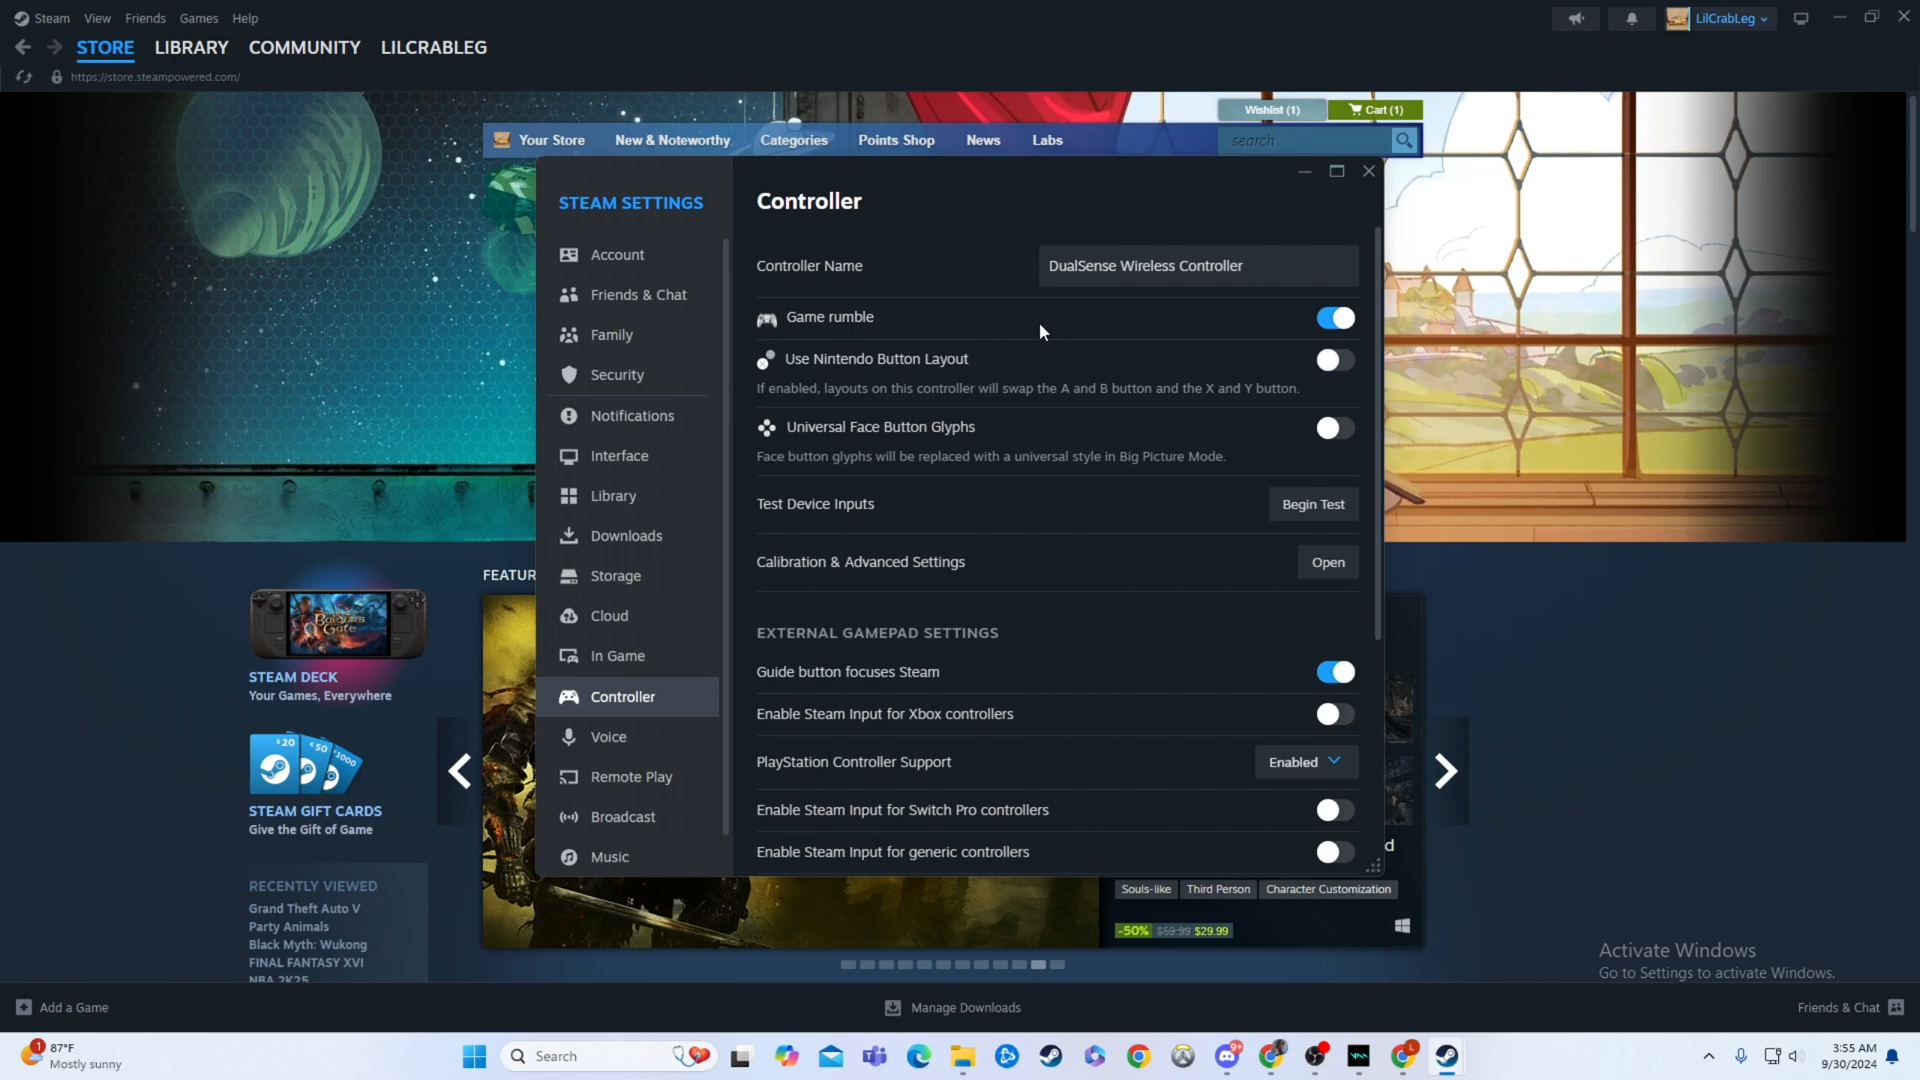 Steam View Friends Games Help
LilCrabLeg
STORE LIBRARY COMMUNITY LILCRABLEG
https://store.steampowered.com/
Wishlist (1) Cart (1)
Your Store New & Noteworthy Categories Points Shop News Labs search
STEAM SETTINGS
Account
Friends & Chat
Family
Security
Notifications
Interface
Library
Downloads
Storage
Cloud
In Game
Controller
Voice
Remote Play
Broadcast
Music
Controller
Controller Name DualSense Wireless Controller
Game rumble
Use Nintendo Button Layout
If enabled, layouts on this controller will swap the A and B button and the X and Y button.
Universal Face Button Glyphs
Face button glyphs will be replaced with a universal style in Big Picture Mode.
Test Device Inputs Begin Test
Calibration & Advanced Settings Open
EXTERNAL GAMEPAD SETTINGS
Guide button focuses Steam
Enable Steam Input for Xbox controllers
PlayStation Controller Support Enabled
Enable Steam Input for Switch Pro controllers
Enable Steam Input for generic controllers
FEATUR
Baldur's
Gate
STEAM DECK
Your Games, Everywhere
$20 €50 $1000
STEAM GIFT CARDS
Give the Gift of Game
RECENTLY VIEWED
Grand Theft Auto V
Party Animals
Black Myth: Wukong
FINAL FANTASY XVI
NBA 2K25
d
Souls-like Third Person Character Customization
-50% $59.99 $29.99
Activate Windows
Go to Settings to activate Windows.
Add a Game Manage Downloads Friends & Chat
1 87°F
Mostly sunny
Search
9+
L
3:55 AM
9/30/2024